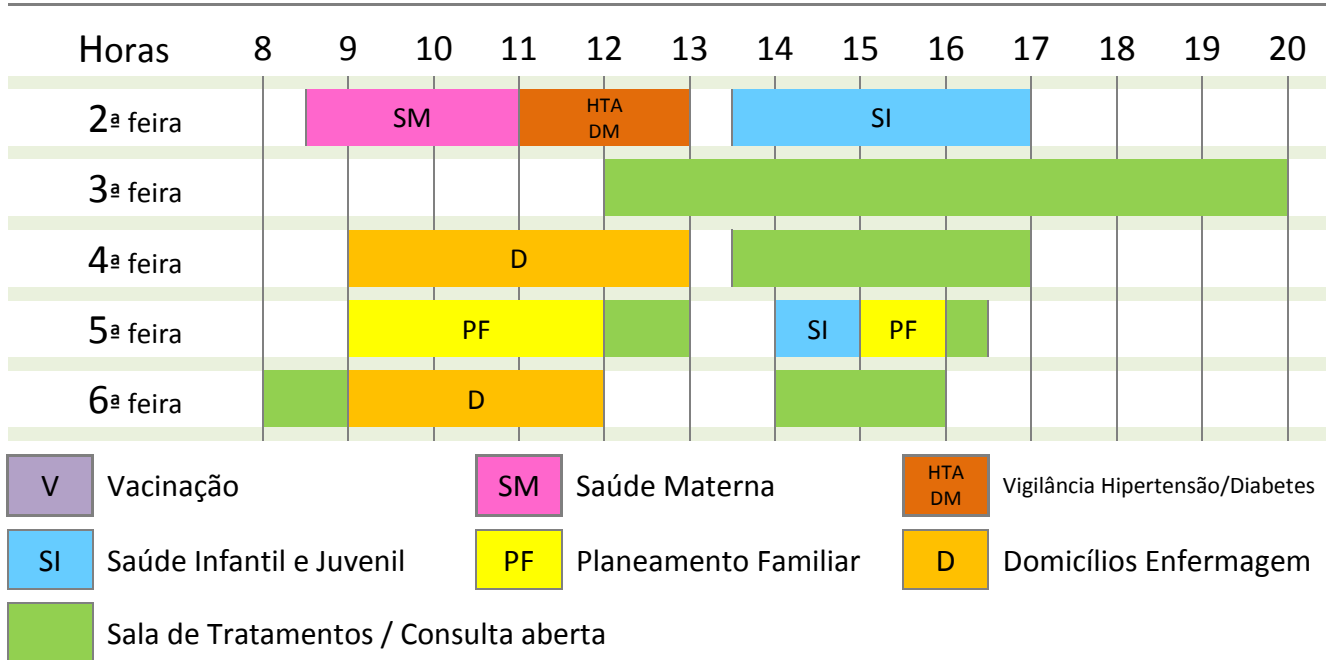 Horas 8 9 10 11 12 13 14 15 16 17 18 19 20
2ª feira SM HTA DM SI
3ª feira
4ª feira D
5ª feira PF SI PF
6ª feira D
V Vacinação SM Saúde Materna HTA DM Vigilância Hipertensão/Diabetes
SI Saúde Infantil e Juvenil PF Planeamento Familiar D Domicílios Enfermagem
Sala de Tratamentos / Consulta aberta